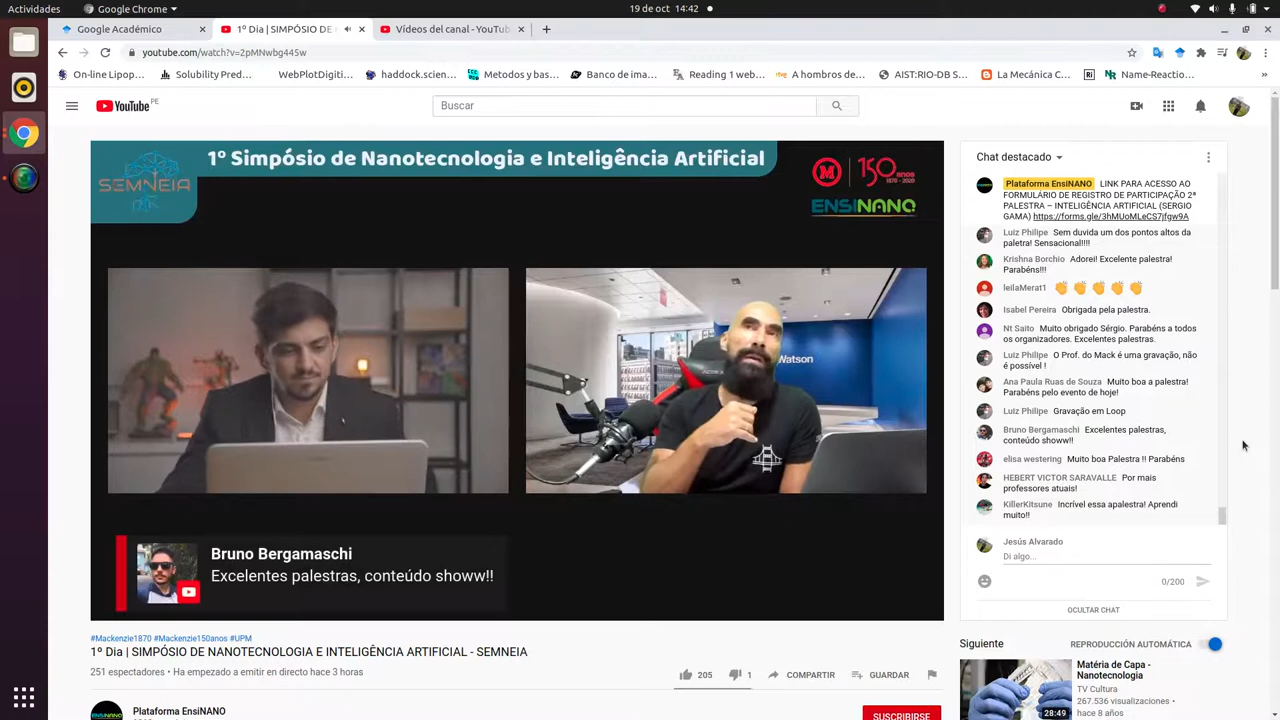 Actividades
Google Chrome
19 de oct 14:42
Google Académico
1º Dia | SIMPÓSIO DE
Vídeos del canal - YouTub
youtube.com/watch?v=2pMNwbg445w
On-line Lipop...
Solubility Pred...
WebPlotDigiti...
haddock.scien...
Metodos y bas...
Banco de imag...
Reading 1 web...
A hombros de...
AIST:RIO-DB S...
La Mecánica C...
Name-Reactio...
YouTube PE
Buscar
1º Simpósio de Nanotecnologia e Inteligência Artificial
SEMNEIA
M 150 anos
1870 - 2020
ENSINANO
Watson
Bruno Bergamaschi
Excelentes palestras, conteúdo showw!!
Chat destacado
Plataforma EnsiNANO LINK PARA ACESSO AO
FORMULÁRIO DE REGISTRO DE PARTICIPAÇÃO 2ª
PALESTRA – INTELIGÊNCIA ARTIFICIAL (SERGIO
GAMA) https://forms.gle/3hMUoMLeCS7jfgw9A
Luiz Philipe Sem duvida um dos pontos altos da
paletra! Sensacional!!!!
Krishna Borchio Adorei! Excelente palestra!
Parabéns!!!
leilaMerat1 👏 👏 👏 👏 👏
Isabel Pereira Obrigada pela palestra.
Nt Saito Muito obrigado Sérgio. Parabéns a todos
os organizadores. Excelentes palestras.
Luiz Philipe O Prof. do Mack é uma gravação, não
é possível !
Ana Paula Ruas de Souza Muito boa a palestra!
Parabéns pelo evento de hoje!
Luiz Philipe Gravação em Loop
Bruno Bergamaschi Excelentes palestras,
conteúdo showw!!
elisa westering Muito boa Palestra !! Parabéns
HEBERT VICTOR SARAVALLE Por mais
professores atuais!
KillerKitsune Incrível essa apalestra! Aprendi
muito!!
Jesús Alvarado
Di algo...
0/200
OCULTAR CHAT
#Mackenzie1870 #Mackenzie150anos #UPM
1º Dia | SIMPÓSIO DE NANOTECNOLOGIA E INTELIGÊNCIA ARTIFICIAL - SEMNEIA
251 espectadores • Ha empezado a emitir en directo hace 3 horas
205
1
COMPARTIR
GUARDAR
Plataforma EnsiNANO
SUSCRIBIRSE
Siguiente
REPRODUCCIÓN AUTOMÁTICA
Matéria de Capa -
Nanotecnologia
TV Cultura
267.536 visualizaciones •
hace 8 años
28:49